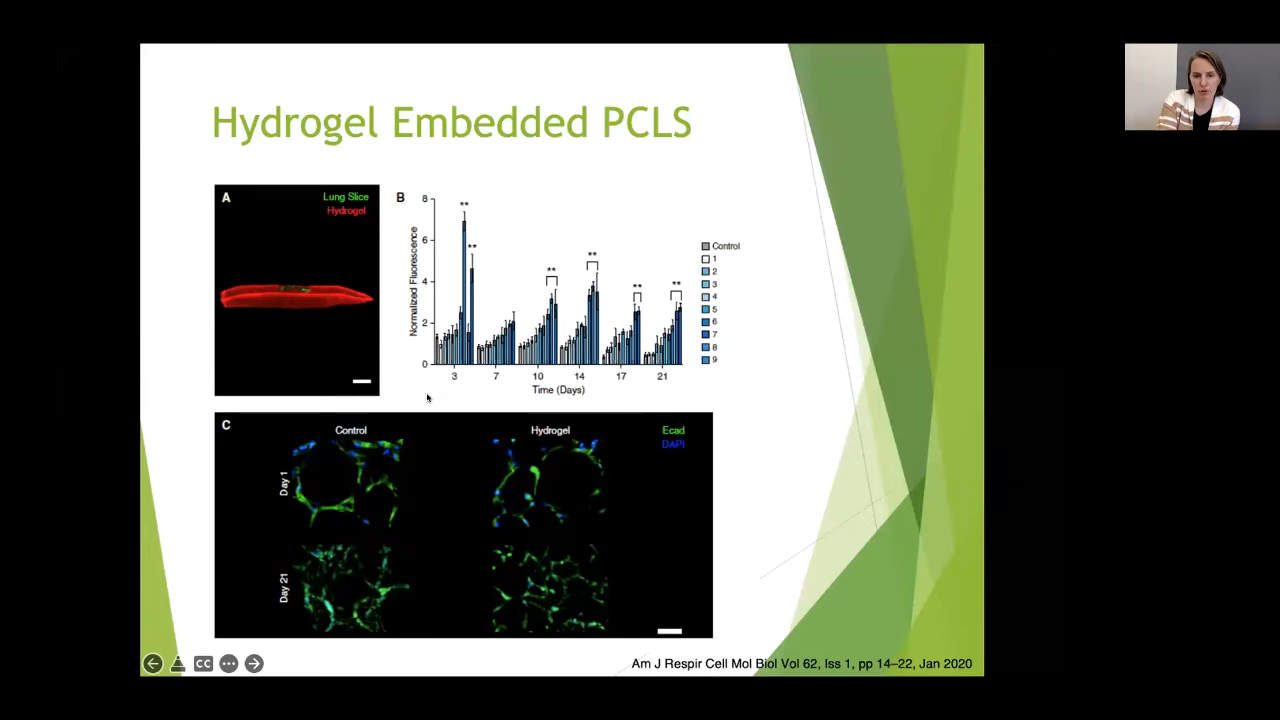 Hydrogel Embedded PCLS
A
Lung Slice
Hydrogel
B
Normalized Fluorescence
8
6
4
2
0
**
**
**
**
**
**
3
7
10
14
17
21
Time (Days)
Control
1
2
3
4
5
6
7
8
9
C
Control
Hydrogel
Ecad
DAPI
Day 1
Day 21
CC
Am J Respir Cell Mol Biol Vol 62, Iss 1, pp 14–22, Jan 2020